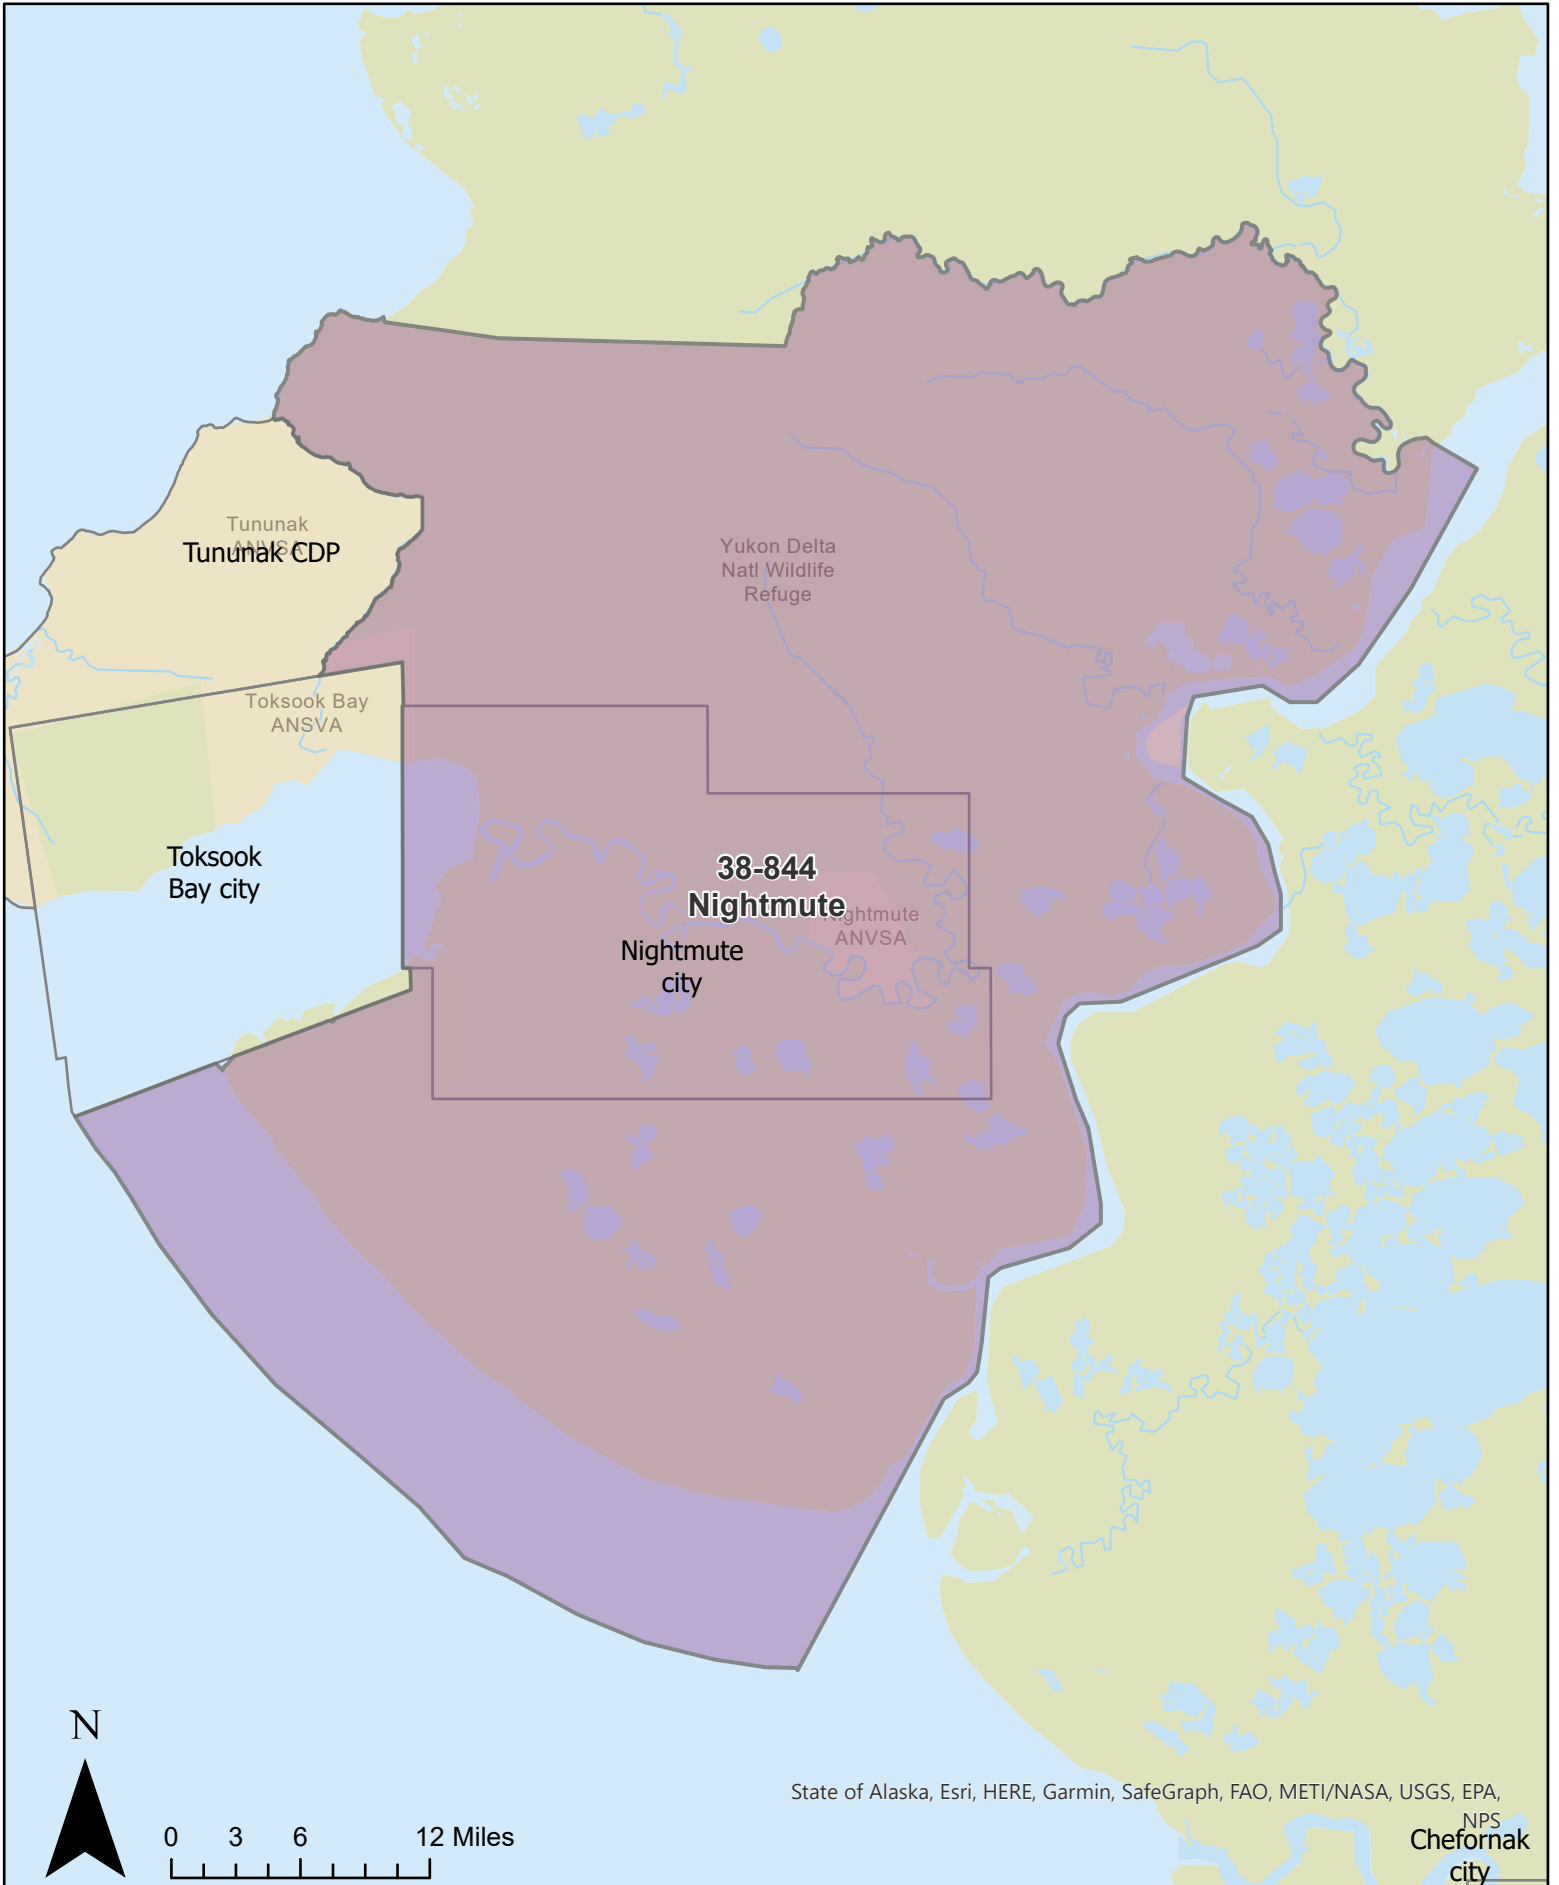 Tununak
ANVSA
Tununak CDP
Yukon Delta
Natl Wildlife
Refuge
Toksook Bay
ANSVA
Toksook
Bay city
38-844
Nightmute
Nightmute
ANVSA
Nightmute
city
N
0 3 6 12 Miles
State of Alaska, Esri, HERE, Garmin, SafeGraph, FAO, METI/NASA, USGS, EPA,
NPS
Chefornak
city